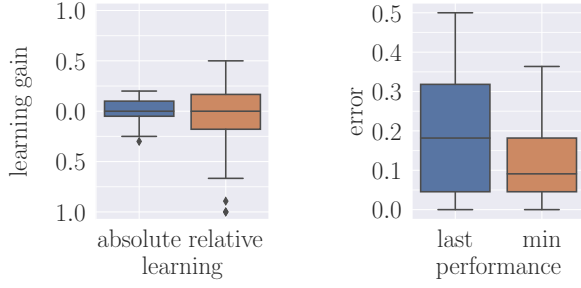 1.0
0.5
0.0
0.5
1.0
learning gain
absolute relative
learning
0.5
0.4
0.3
0.2
0.1
0.0
error
last min
performance